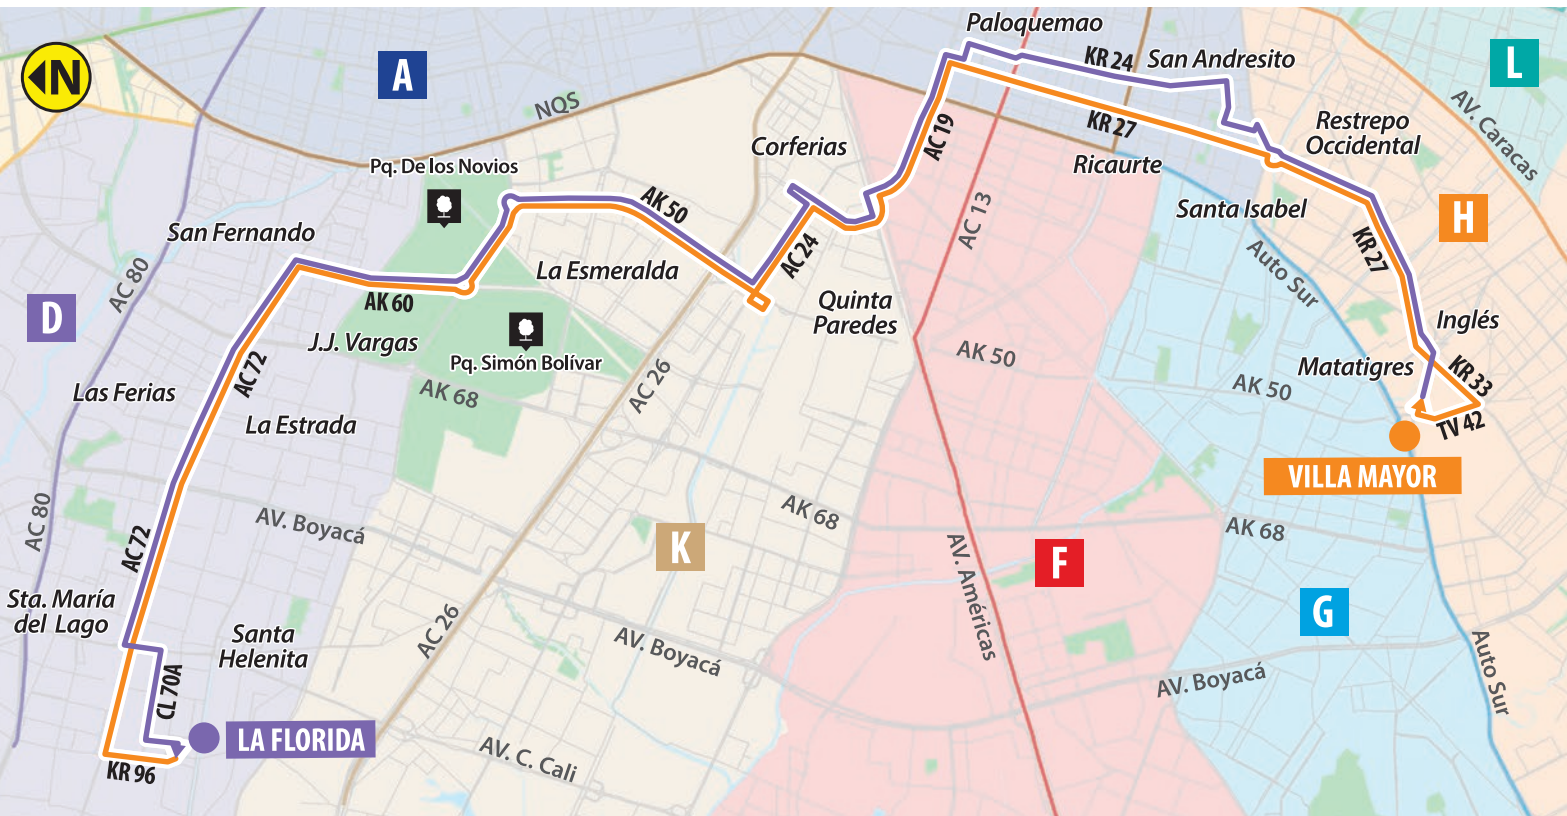 N
A
L
Paloquemao
KR 24
San Andresito
NQS
AV. Caracas
Corferias
AC 19
KR 27
Restrepo
Occidental
Pq. De los Novios
Ricaurte
AK 50
AC 13
H
San Fernando
Santa Isabel
AC 80
La Esmeralda
AC 24
Auto Sur
KR 27
D
AK 60
Quinta
Paredes
J.J. Vargas
Inglés
AC 72
Pq. Simón Bolívar
AK 50
Matatigres
KR 33
Las Ferias
AK 68
AC 26
AK 50
La Estrada
TV 42
VILLA MAYOR
AC 80
AV. Boyacá
AK 68
AK 68
AC 72
K
AV. Américas
F
Sta. María
del Lago
G
Santa
Helenita
AC 26
AV. Boyacá
AV. Boyacá
Auto Sur
CL 70A
LA FLORIDA
KR 96
AV. C. Cali